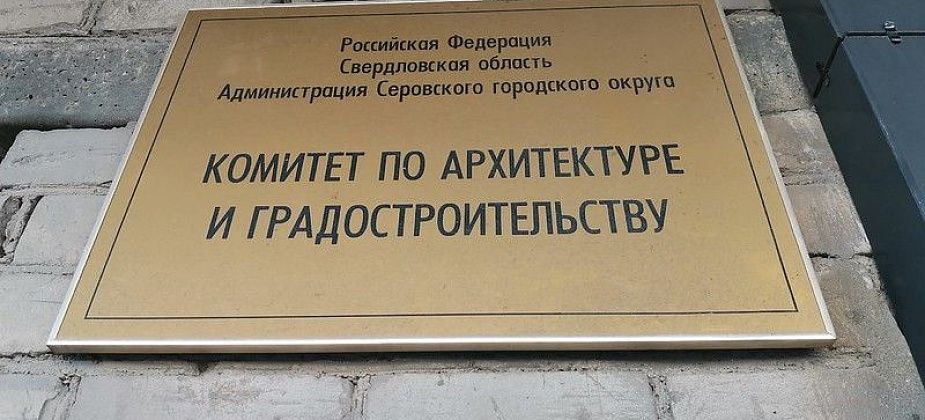 Российская Федерация
Свердловская область
Администрация Серовского городского округа
КОМИТЕТ ПО АРХИТЕКТУРЕ
И ГРАДОСТРОИТЕЛЬСТВУ